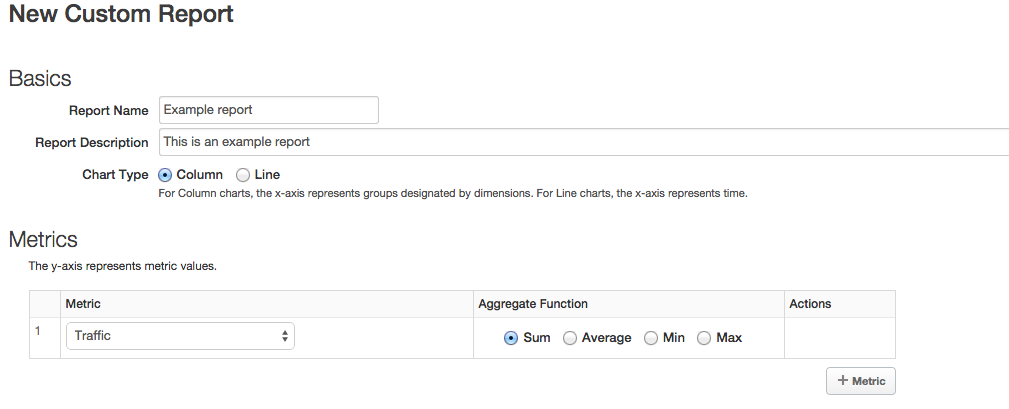 New Custom Report
Basics
Report Name Example report
Report Description This is an example report
Chart Type Column Line
For Column charts, the x-axis represents groups designated by dimensions. For Line charts, the x-axis represents time.
Metrics
The y-axis represents metric values.
Metric Aggregate Function Actions
1 Traffic Sum Average Min Max
+ Metric